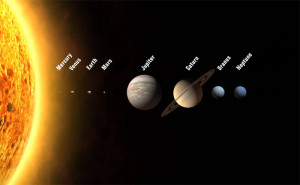 Mercury
Venus
Earth
Mars
Jupiter
Saturn
Uranus
Neptune